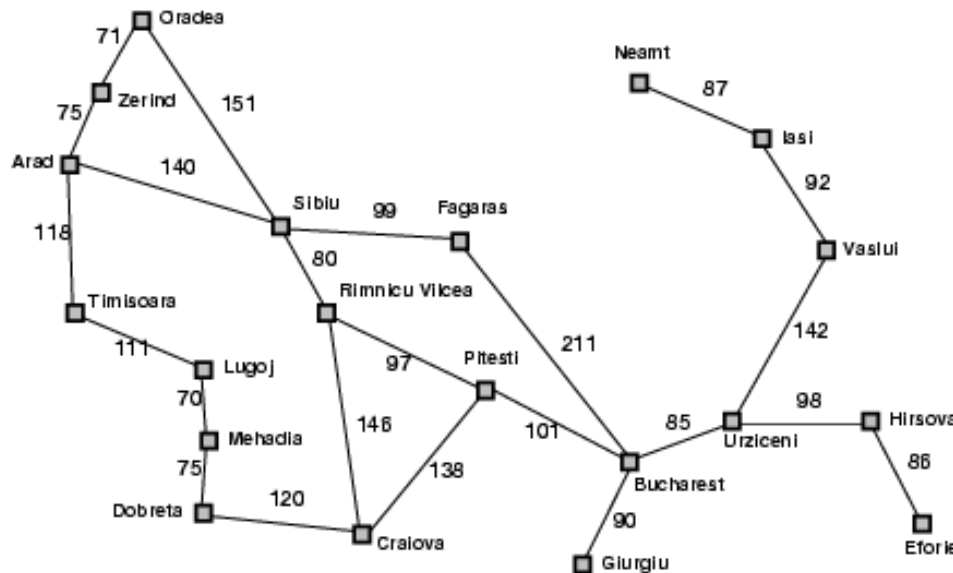 Oradea
71
Neamt
87
Zerind
151
75
Iasi
Arad
140
92
Sibiu
99
Fagaras
118
80
Vaslui
Timisoara
Rimnicu Vilcea
142
111
Lugoj
97
Pitesti
211
70
146
98
Hirsova
101
85
Urziceni
Mehadia
138
86
75
Bucharest
120
Dobreta
90
Craiova
Eforie
Giurgiu